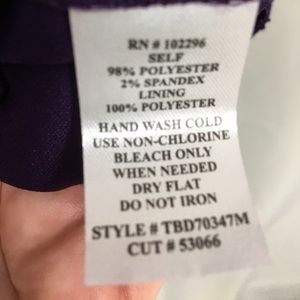 RN # 102296
SELF
98% POLYESTER
2% SPANDEX
LINING
100% POLYESTER
HAND WASH COLD
USE NON-CHLORINE
BLEACH ONLY
WHEN NEEDED
DRY FLAT
DO NOT IRON
STYLE # TBD70347M
CUT # 53066